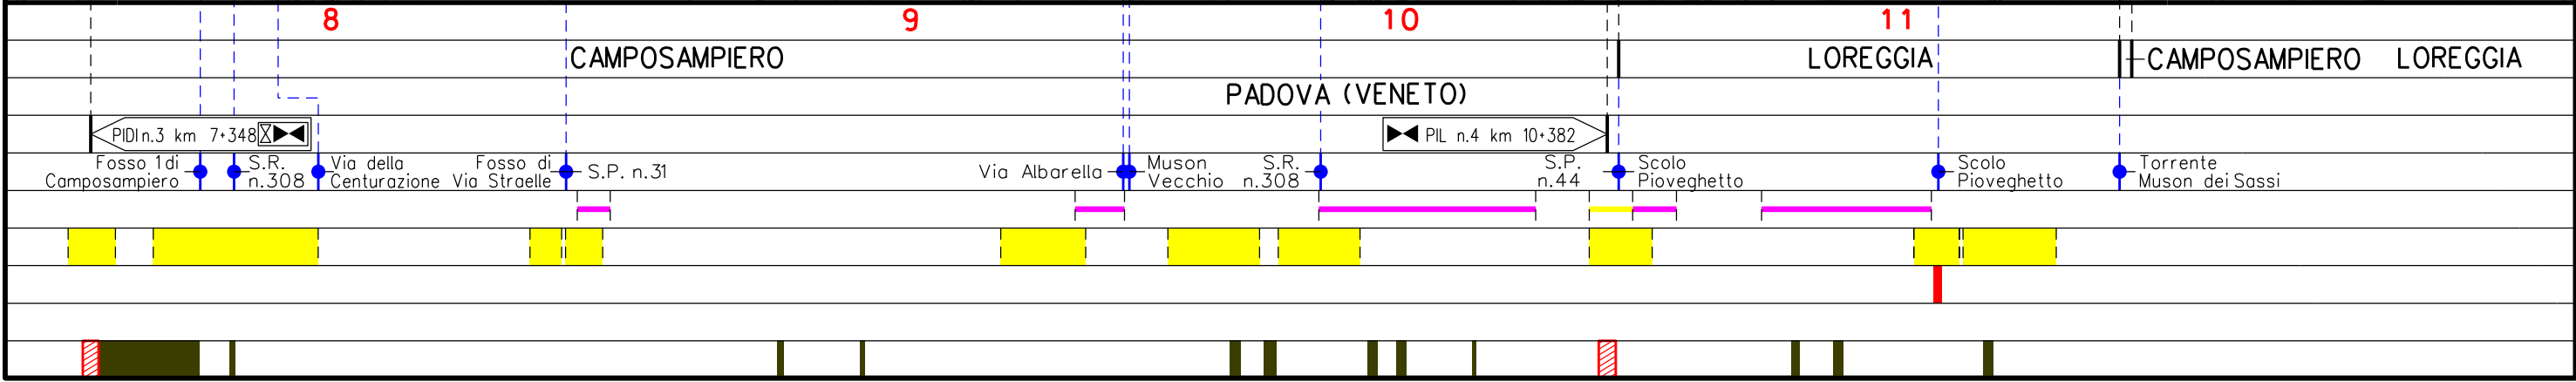 8 9 10 11
CAMPOSAMPIERO LOREGGIA CAMPOSAMPIERO LOREGGIA
PADOVA (VENETO)
PIDI n.3 km 7+348 PIL n.4 km 10+382
Fosso 1 di
Camposampiero
S.R.
n.308
Via della
Centurazione
Fosso di
Via Straelle
S.P. n.31
Via Albarella
Muson
Vecchio
S.R.
n.308
S.P.
n.44
Scolo
Pioveghetto
Scolo
Pioveghetto
Torrente
Muson dei Sassi